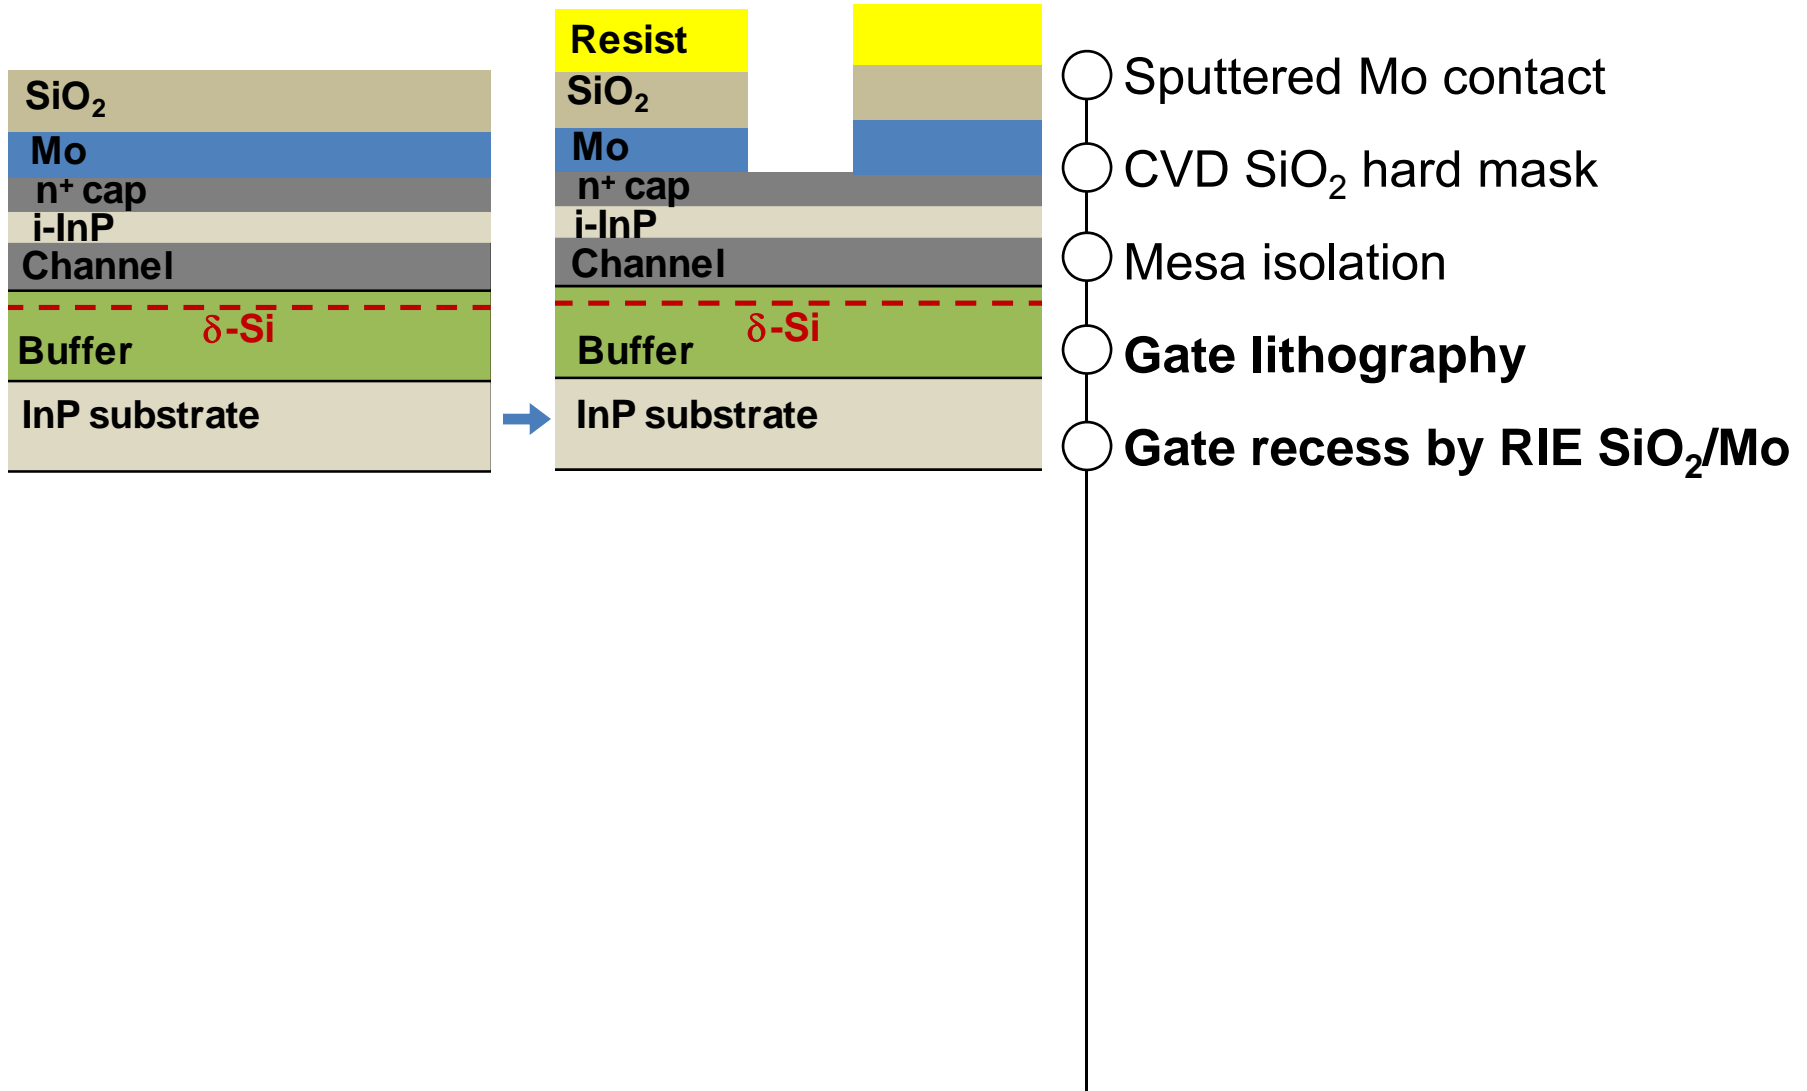 SiO₂
Mo
n⁺ cap
i-InP
Channel
δ-Si
Buffer
InP substrate
Resist
SiO₂
Mo
n⁺ cap
i-InP
Channel
δ-Si
Buffer
InP substrate
Sputtered Mo contact
CVD SiO₂ hard mask
Mesa isolation
Gate lithography
Gate recess by RIE SiO₂/Mo